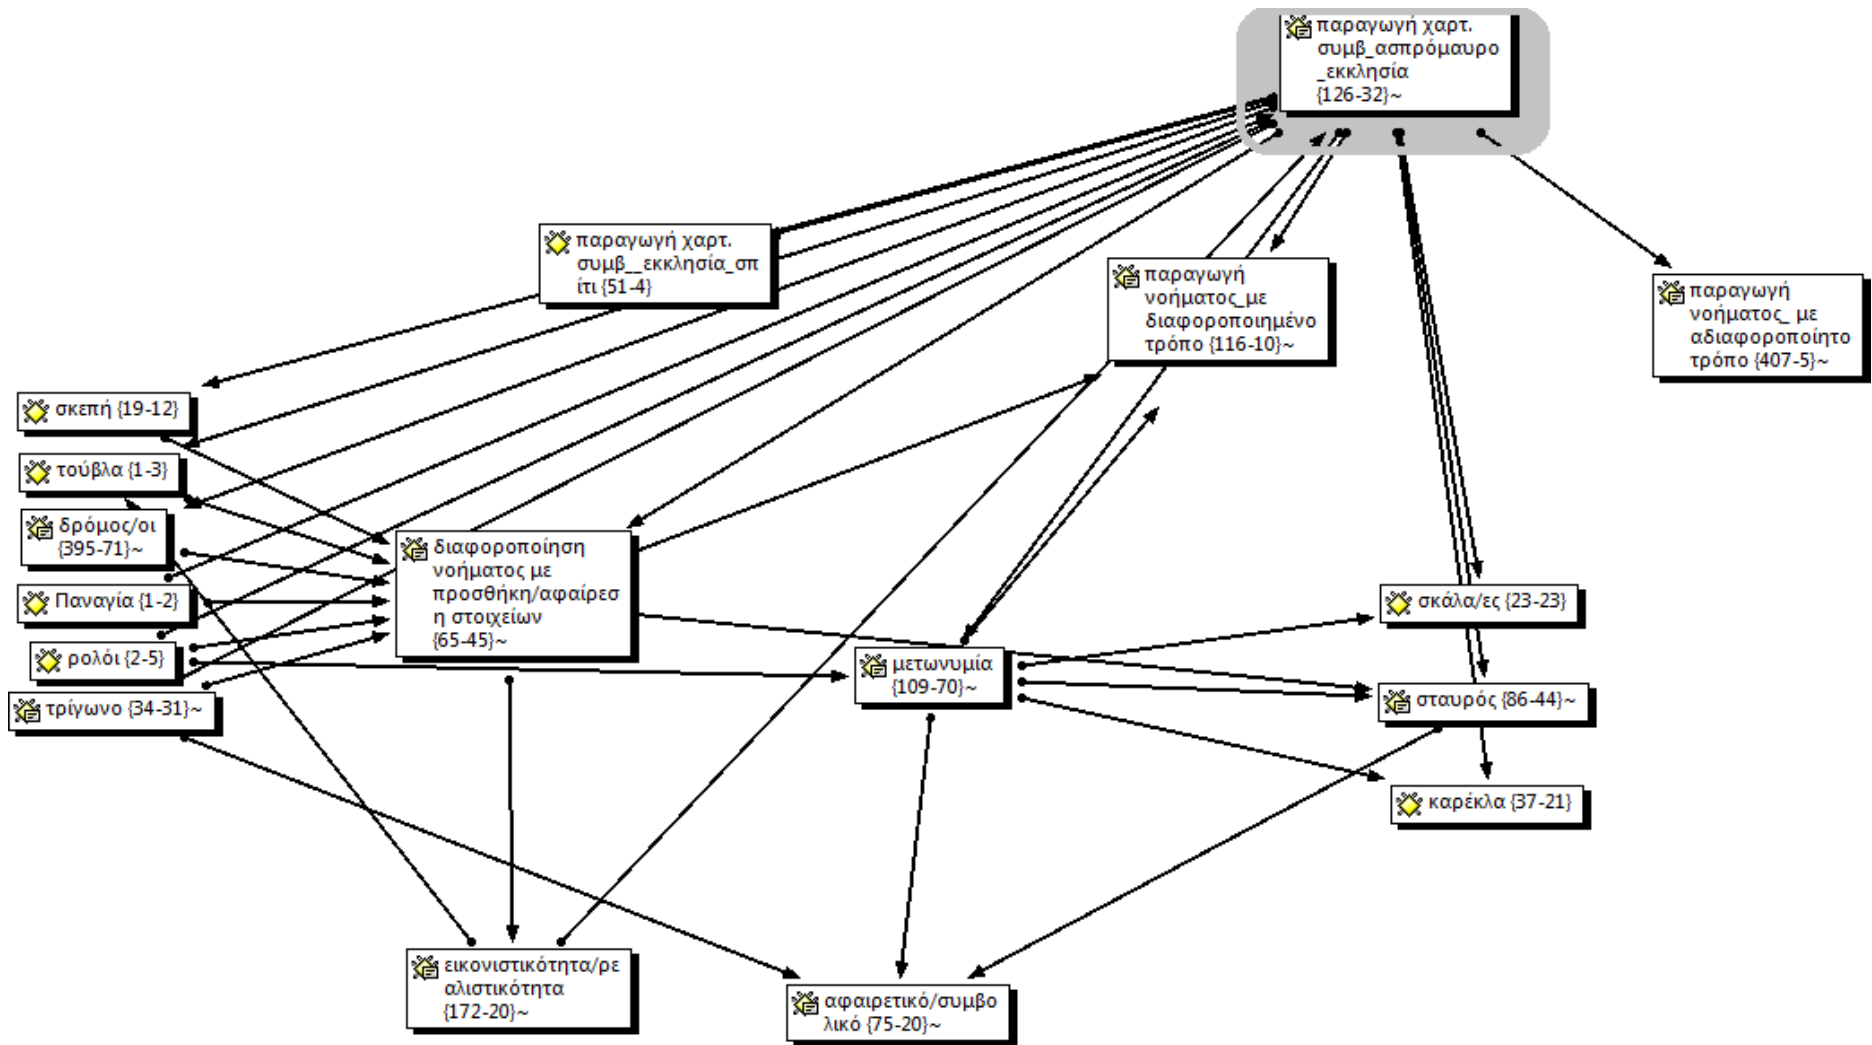 παραγωγή χαρτ.
συμβ_ασπρόμαυρο
_εκκλησία
{126-32}~
παραγωγή χαρτ.
συμβ__εκκλησία_σπ
ίτι {51-4}
παραγωγή
νοήματος_με
διαφοροποιημένο
τρόπο {116-10}~
παραγωγή
νοήματος_ με
αδιαφοροποίητο
τρόπο {407-5}~
σκεπή {19-12}
τούβλα {1-3}
δρόμος/οι
{395-71}~
Παναγία {1-2}
ρολόι {2-5}
τρίγωνο {34-31}~
διαφοροποίηση
νοήματος με
προσθήκη/αφαίρεσ
η στοιχείων
{65-45}~
μετωνυμία
{109-70}~
σκάλα/ες {23-23}
σταυρός {86-44}~
καρέκλα {37-21}
εικονιστικότητα/ρε
αλιστικότητα
{172-20}~
αφαιρετικό/συμβο
λικό {75-20}~